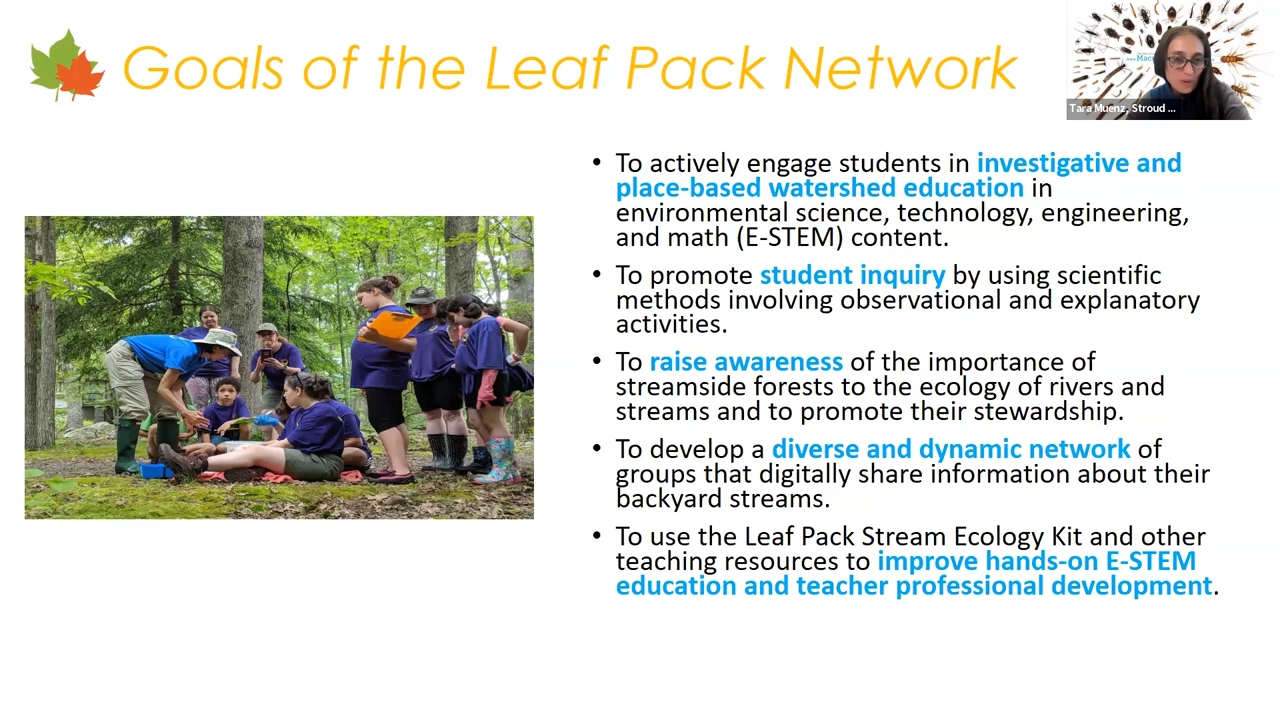 Goals of the Leaf Pack Network
Tara Muenz, Stroud ...
• To actively engage students in investigative and
place-based watershed education in
environmental science, technology, engineering,
and math (E-STEM) content.
• To promote student inquiry by using scientific
methods involving observational and explanatory
activities.
• To raise awareness of the importance of
streamside forests to the ecology of rivers and
streams and to promote their stewardship.
• To develop a diverse and dynamic network of
groups that digitally share information about their
backyard streams.
• To use the Leaf Pack Stream Ecology Kit and other
teaching resources to improve hands-on E-STEM
education and teacher professional development.